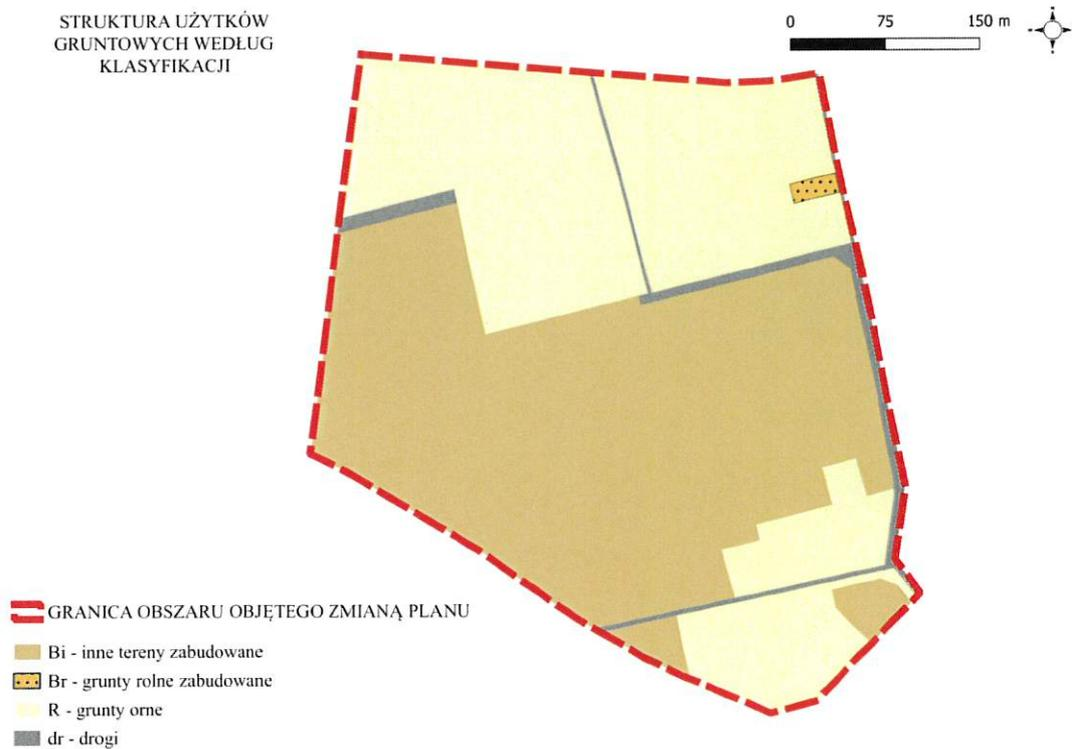 STRUKTURA UŻYTKÓW
GRUNTOWYCH WEDŁUG
KLASYFIKACJI
0 75 150 m
GRANICA OBSZARU OBJĘTEGO ZMIANĄ PLANU
Bi - inne tereny zabudowane
Br - grunty rolne zabudowane
R - grunty orne
dr - drogi